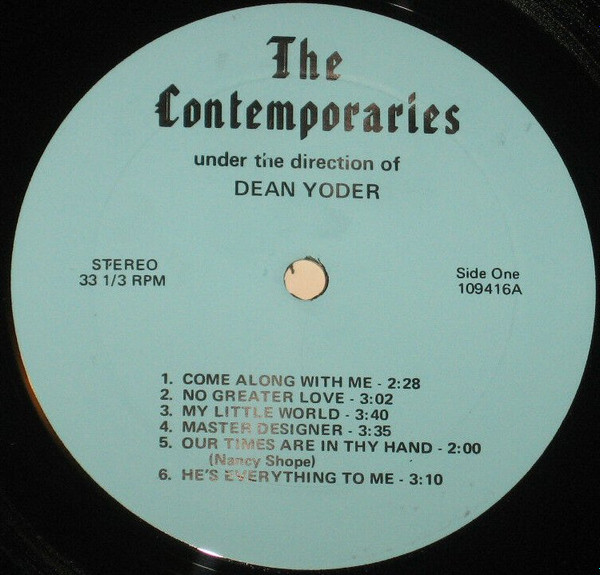 The
Contemporaries
under the direction of
DEAN YODER
STEREO
33 1/3 RPM
Side One
109416A
1. COME ALONG WITH ME - 2:28
2. NO GREATER LOVE - 3:02
3. MY LITTLE WORLD - 3:40
4. MASTER DESIGNER - 3:35
5. OUR TIMES ARE IN THY HAND - 2:00
(Nancy Shope)
6. HE'S EVERYTHING TO ME - 3:10